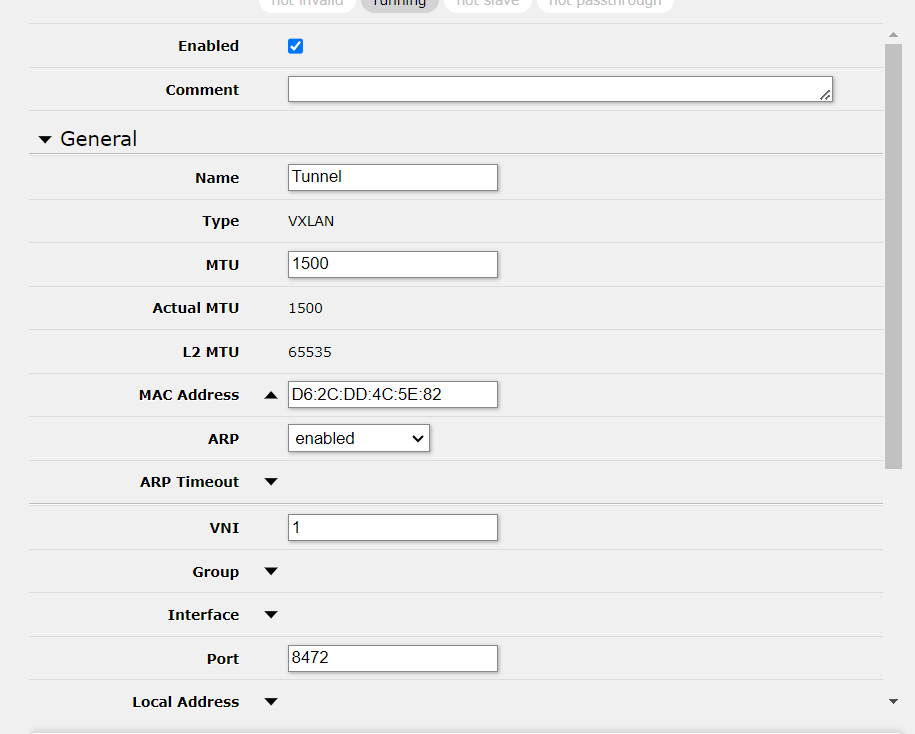 not invalid running not slave not passthrough
Enabled
Comment
General
Name Tunnel
Type VXLAN
MTU 1500
Actual MTU 1500
L2 MTU 65535
MAC Address D6:2C:DD:4C:5E:82
ARP enabled
ARP Timeout
VNI 1
Group
Interface
Port 8472
Local Address